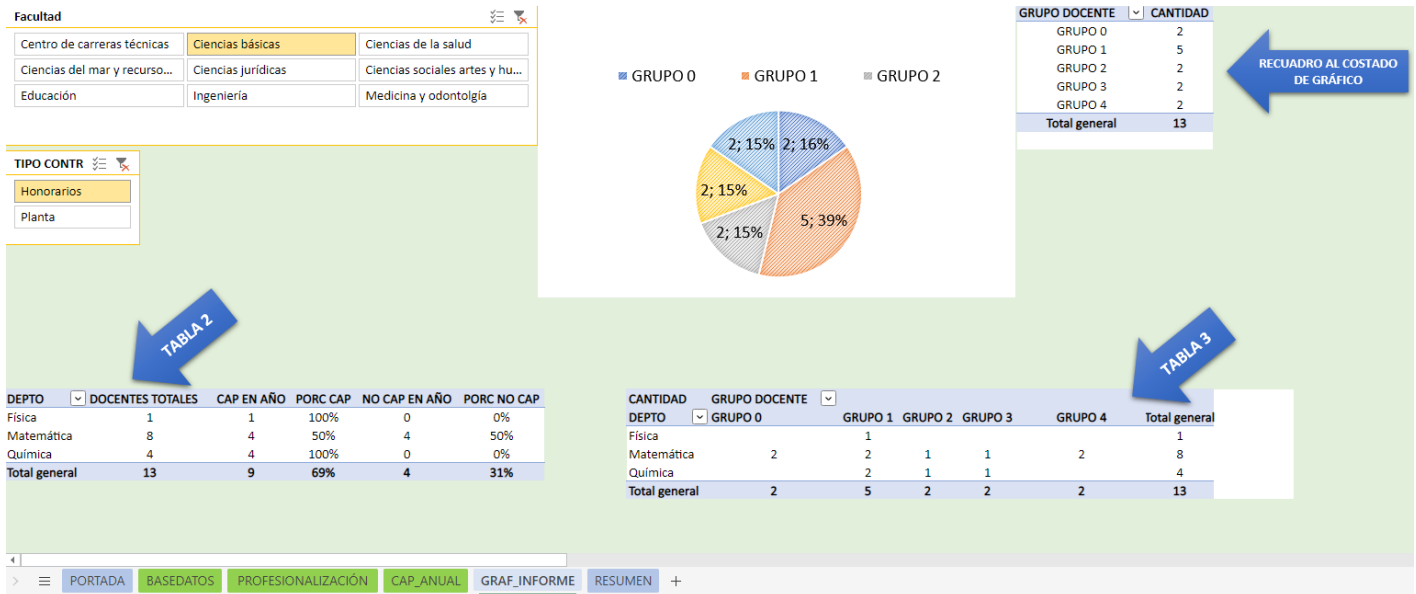 Facultad
Centro de carreras técnicas Ciencias básicas Ciencias de la salud
Ciencias del mar y recurso... Ciencias jurídicas Ciencias sociales artes y hu...
Educación Ingeniería Medicina y odontolgía
TIPO CONTR
Honorarios
Planta
GRUPO 0 GRUPO 1 GRUPO 2
2; 15% 2; 16%
2; 15%
5; 39%
2; 15%
GRUPO DOCENTE CANTIDAD
GRUPO 0 2
GRUPO 1 5
GRUPO 2 2
GRUPO 3 2
GRUPO 4 2
Total general 13
RECUADRO AL COSTADO
DE GRÁFICO
TABLA 2
DEPTO DOCENTES TOTALES CAP EN AÑO PORC CAP NO CAP EN AÑO PORC NO CAP
Física 1 1 100% 0 0%
Matemática 8 4 50% 4 50%
Química 4 4 100% 0 0%
Total general 13 9 69% 4 31%
TABLA 3
CANTIDAD GRUPO DOCENTE
DEPTO GRUPO 0 GRUPO 1 GRUPO 2 GRUPO 3 GRUPO 4 Total general
Física 1 1
Matemática 2 2 1 1 2 8
Química 2 1 1 4
Total general 2 5 2 2 2 13
PORTADA BASEDATOS PROFESIONALIZACIÓN CAP_ANUAL GRAF_INFORME RESUMEN +